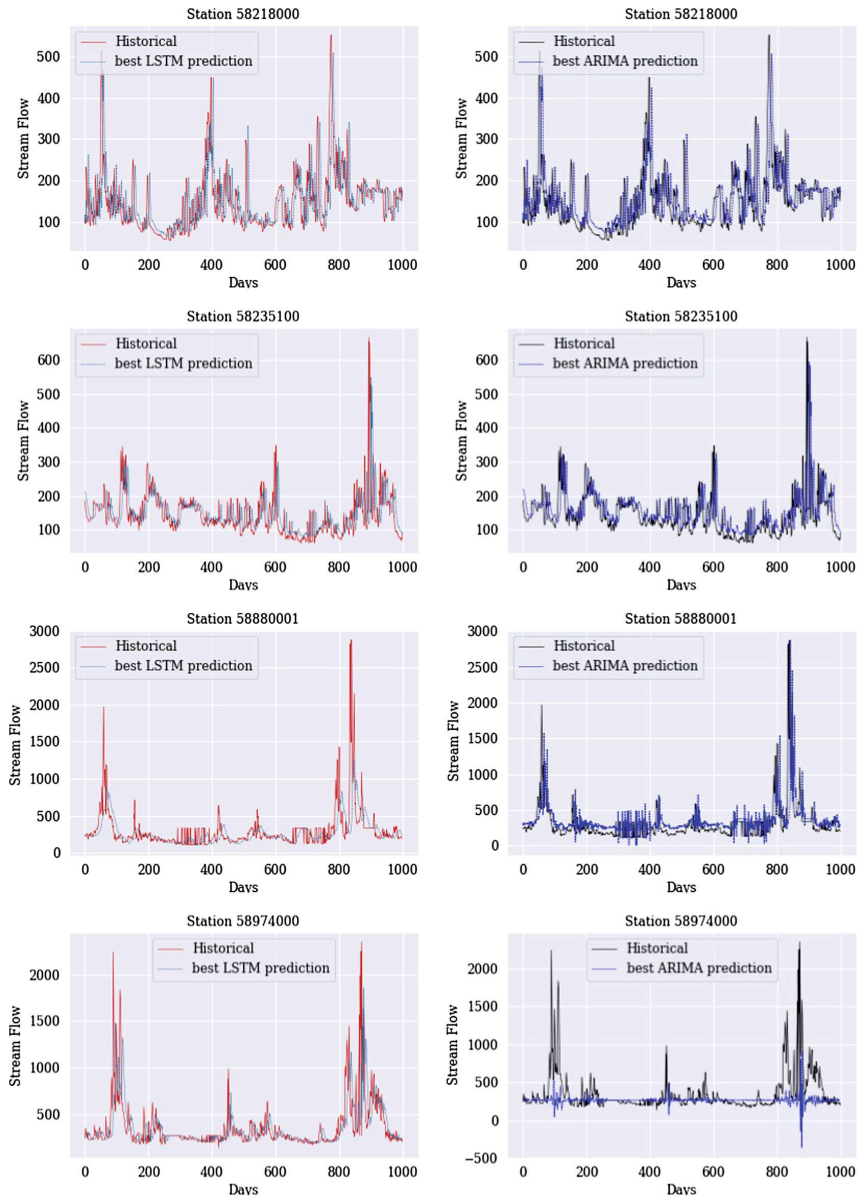 Station 58218000
Historical
best LSTM prediction
Stream Flow
500
400
300
200
100
0 200 400 600 800 1000
Days
Station 58218000
Historical
best ARIMA prediction
Stream Flow
500
400
300
200
100
0 200 400 600 800 1000
Days
Station 58235100
Historical
best LSTM prediction
Stream Flow
600
500
400
300
200
100
0 200 400 600 800 1000
Days
Station 58235100
Historical
best ARIMA prediction
Stream Flow
600
500
400
300
200
100
0 200 400 600 800 1000
Days
Station 58880001
Historical
best LSTM prediction
Stream Flow
3000
2500
2000
1500
1000
500
0
0 200 400 600 800 1000
Days
Station 58880001
Historical
best ARIMA prediction
Stream Flow
3000
2500
2000
1500
1000
500
0
0 200 400 600 800 1000
Days
Station 58974000
Historical
best LSTM prediction
Stream Flow
2000
1500
1000
500
0 200 400 600 800 1000
Days
Station 58974000
Historical
best ARIMA prediction
Stream Flow
2000
1500
1000
500
0
−500
0 200 400 600 800 1000
Days